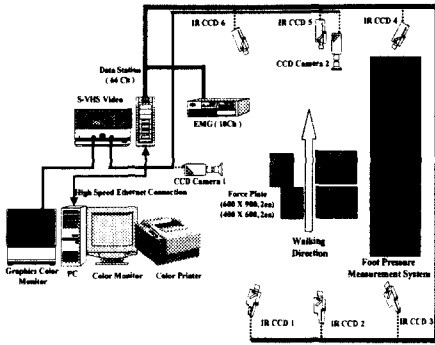 IR CCD 6
IR CCD 5
IR CCD 4
CCD Camera 2
Data Station
( 64 Ch )
S-VHS Video
EMG ( 10Ch )
CCD Camera 1
High Speed Ethernet Connection
Force Plate
(600 X 900, 2ea)
(400 X 600, 2ea)
Walking
Direction
Foot Pressure
Measurement System
Graphics Color
Monitor
PC
Color Monitor
Color Printer
IR CCD 1
IR CCD 2
IR CCD 3